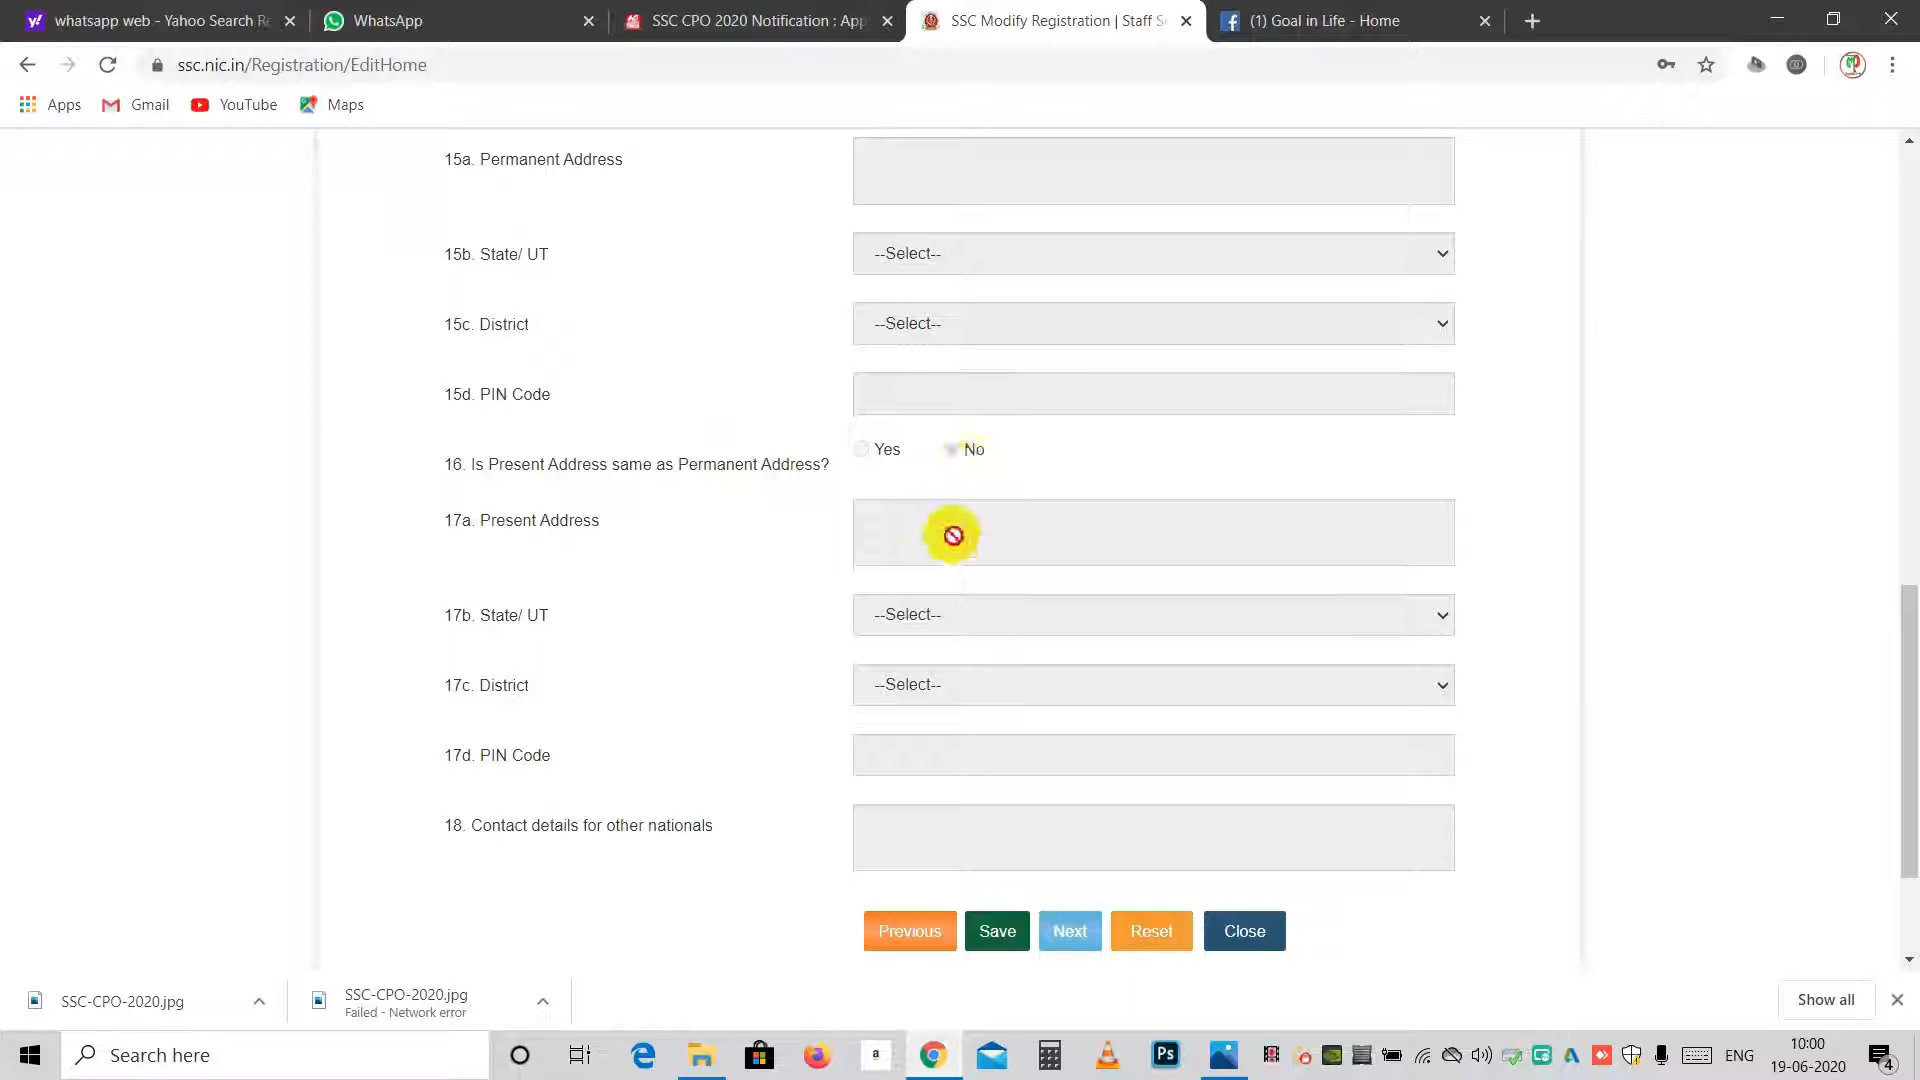 whatsapp web - Yahoo Search Re
WhatsApp
SSC CPO 2020 Notification : App
SSC Modify Registration | Staff S
(1) Goal in Life - Home
ssc.nic.in/Registration/EditHome
Apps
Gmail
YouTube
Maps
15a. Permanent Address
15b. State/ UT
--Select--
15c. District
--Select--
15d. PIN Code
Yes
No
16. Is Present Address same as Permanent Address?
17a. Present Address
17b. State/ UT
--Select--
17c. District
--Select--
17d. PIN Code
18. Contact details for other nationals
Previous
Save
Next
Reset
Close
SSC-CPO-2020.jpg
SSC-CPO-2020.jpg
Failed - Network error
Show all
Search here
a
Ps
ENG
10:00
19-06-2020
4